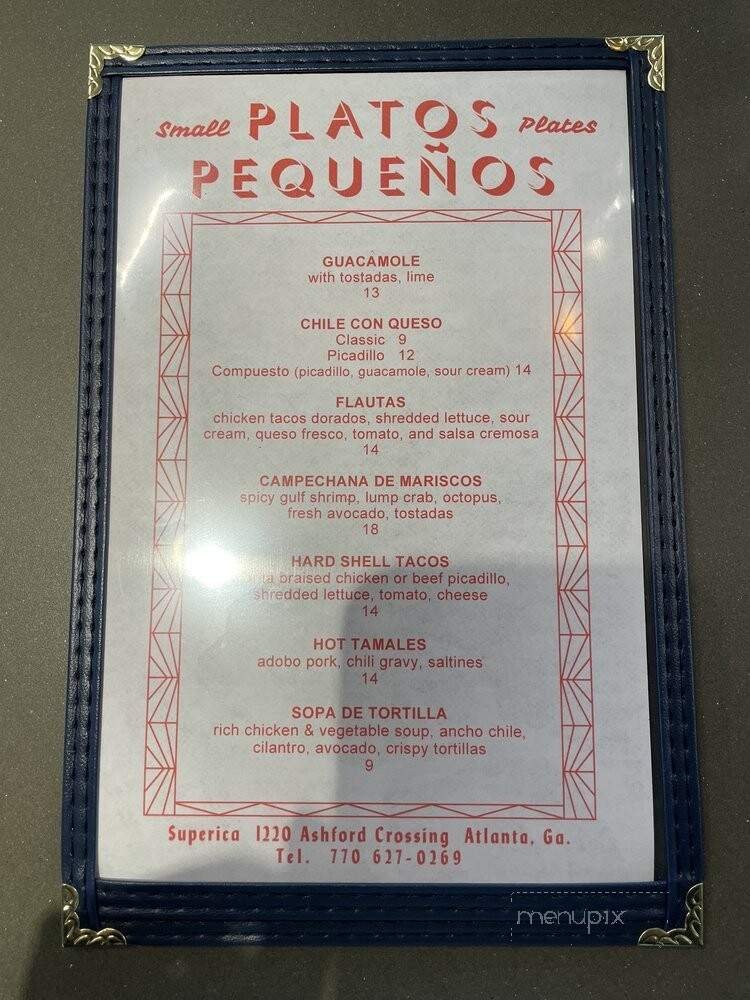 Small PLATOS Plates
PEQUEÑOS
GUACAMOLE
with tostadas, lime
13
CHILE CON QUESO
Classic 9
Picadillo 12
Compuesto (picadillo, guacamole, sour cream) 14
FLAUTAS
chicken tacos dorados, shredded lettuce, sour
cream, queso fresco, tomato, and salsa cremosa
14
CAMPECHANA DE MARISCOS
spicy gulf shrimp, lump crab, octopus,
fresh avocado, tostadas
18
HARD SHELL TACOS
braised chicken or beef picadillo,
shredded lettuce, tomato, cheese
14
HOT TAMALES
adobo pork, chili gravy, saltines
14
SOPA DE TORTILLA
rich chicken & vegetable soup, ancho chile,
cilantro, avocado, crispy tortillas
9
Superica 1220 Ashford Crossing Atlanta, Ga.
Tel. 770 627-0269
menupix